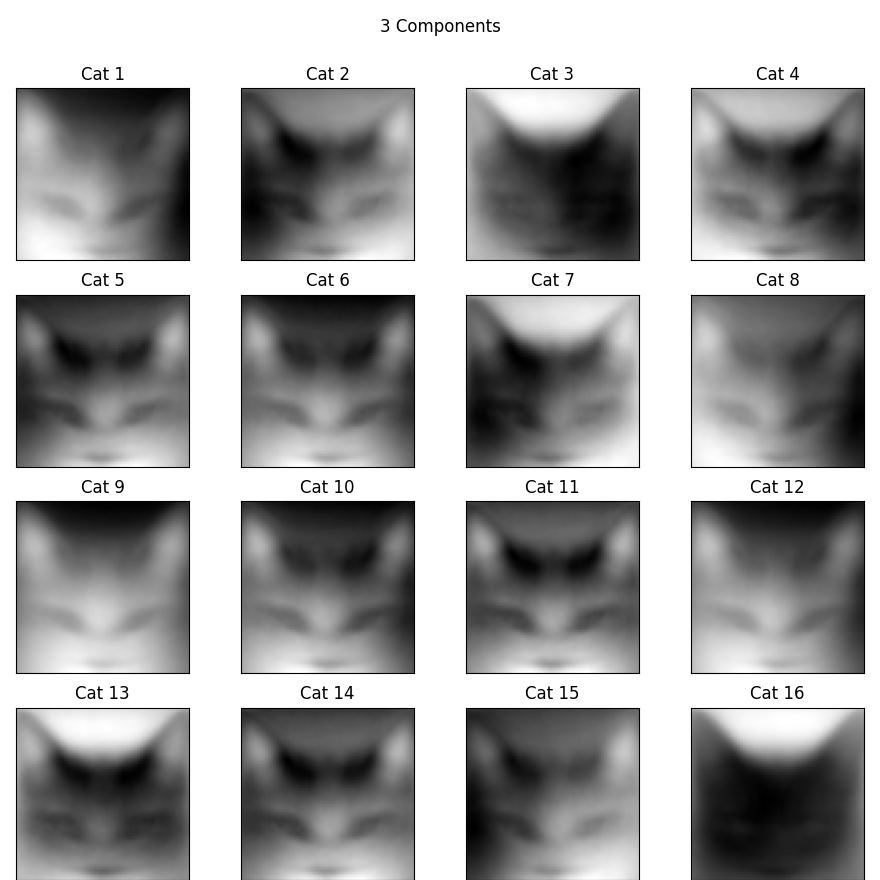 3 Components
Cat 1
Cat 2
Cat 3
Cat 4
Cat 5
Cat 6
Cat 7
Cat 8
Cat 9
Cat 10
Cat 11
Cat 12
Cat 13
Cat 14
Cat 15
Cat 16